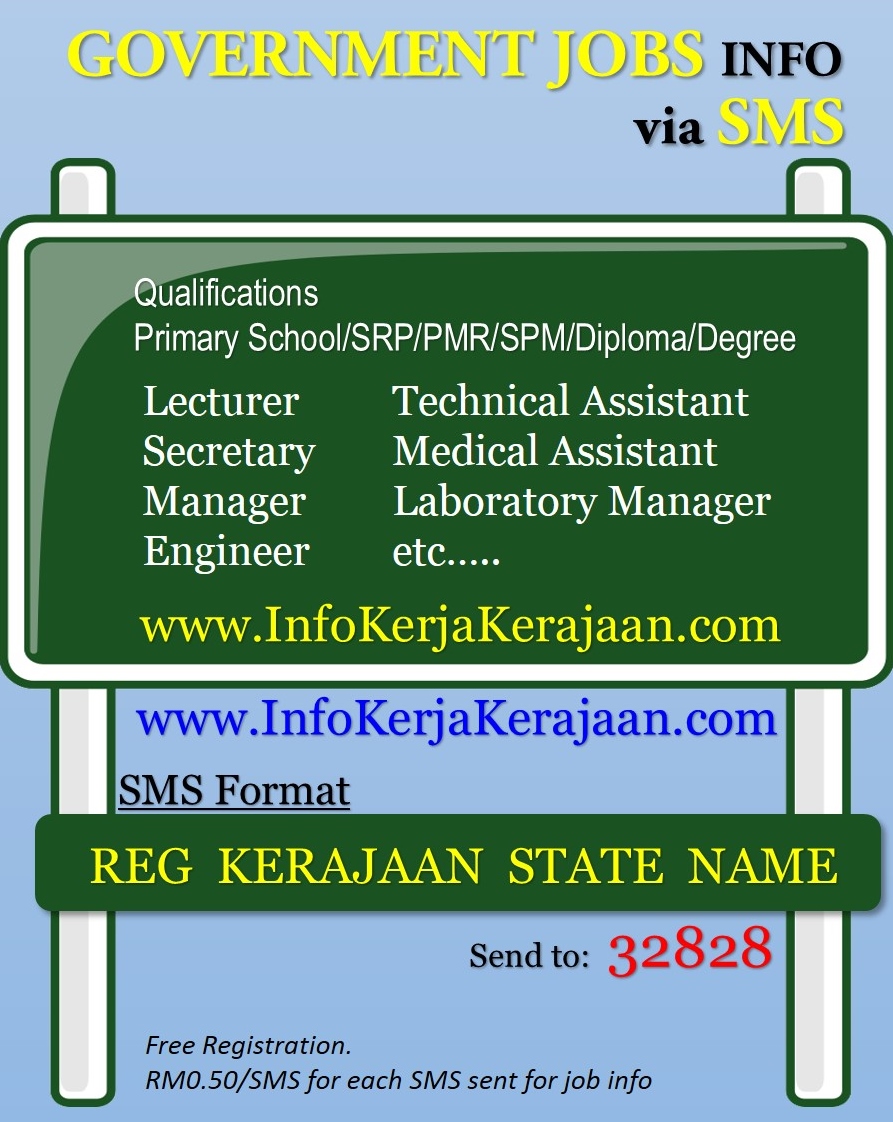 GOVERNMENT JOBS INFO
via SMS
Qualifications
Primary School/SRP/PMR/SPM/Diploma/Degree
Lecturer Technical Assistant
Secretary Medical Assistant
Manager Laboratory Manager
Engineer etc.....
www.InfoKerjaKerajaan.com
www.InfoKerjaKerajaan.com
SMS Format
REG KERAJAAN STATE NAME
Send to: 32828
Free Registration.
RM0.50/SMS for each SMS sent for job info